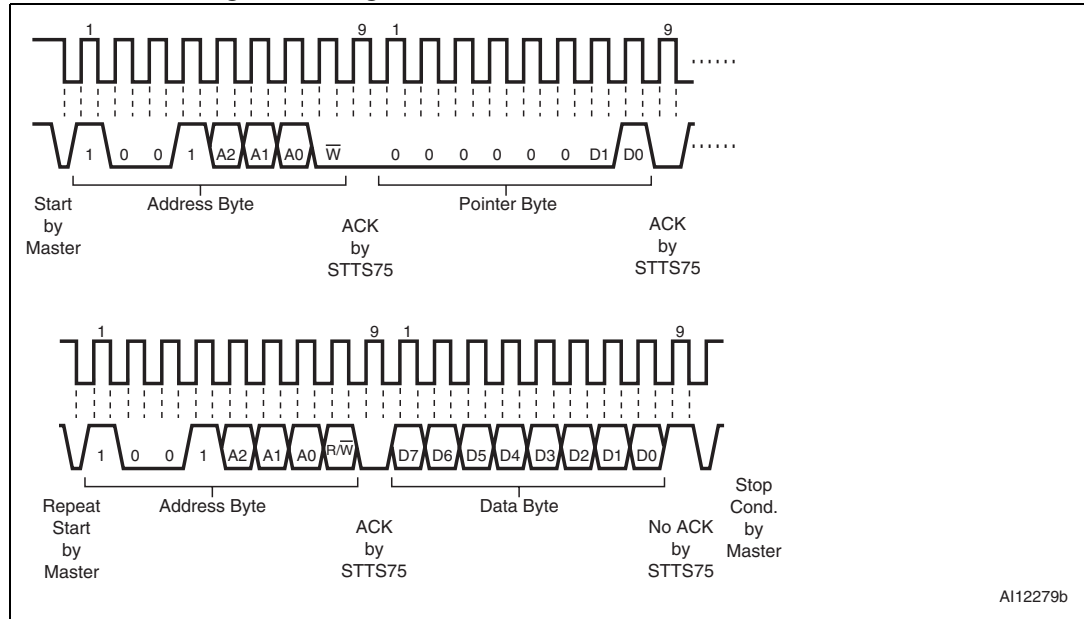 1 9 1 9
1 0 0 1 A2 A1 A0 W̅ 0 0 0 0 0 0 D1 D0
Start
by
Master
Address Byte
ACK
by
STTS75
Pointer Byte
ACK
by
STTS75
1 9 1 9
1 0 0 1 A2 A1 A0 R/W̅ D7 D6 D5 D4 D3 D2 D1 D0
Repeat
Start
by
Master
Address Byte
ACK
by
STTS75
Data Byte
No ACK
by
STTS75
Stop
Cond.
by
Master
AI12279b